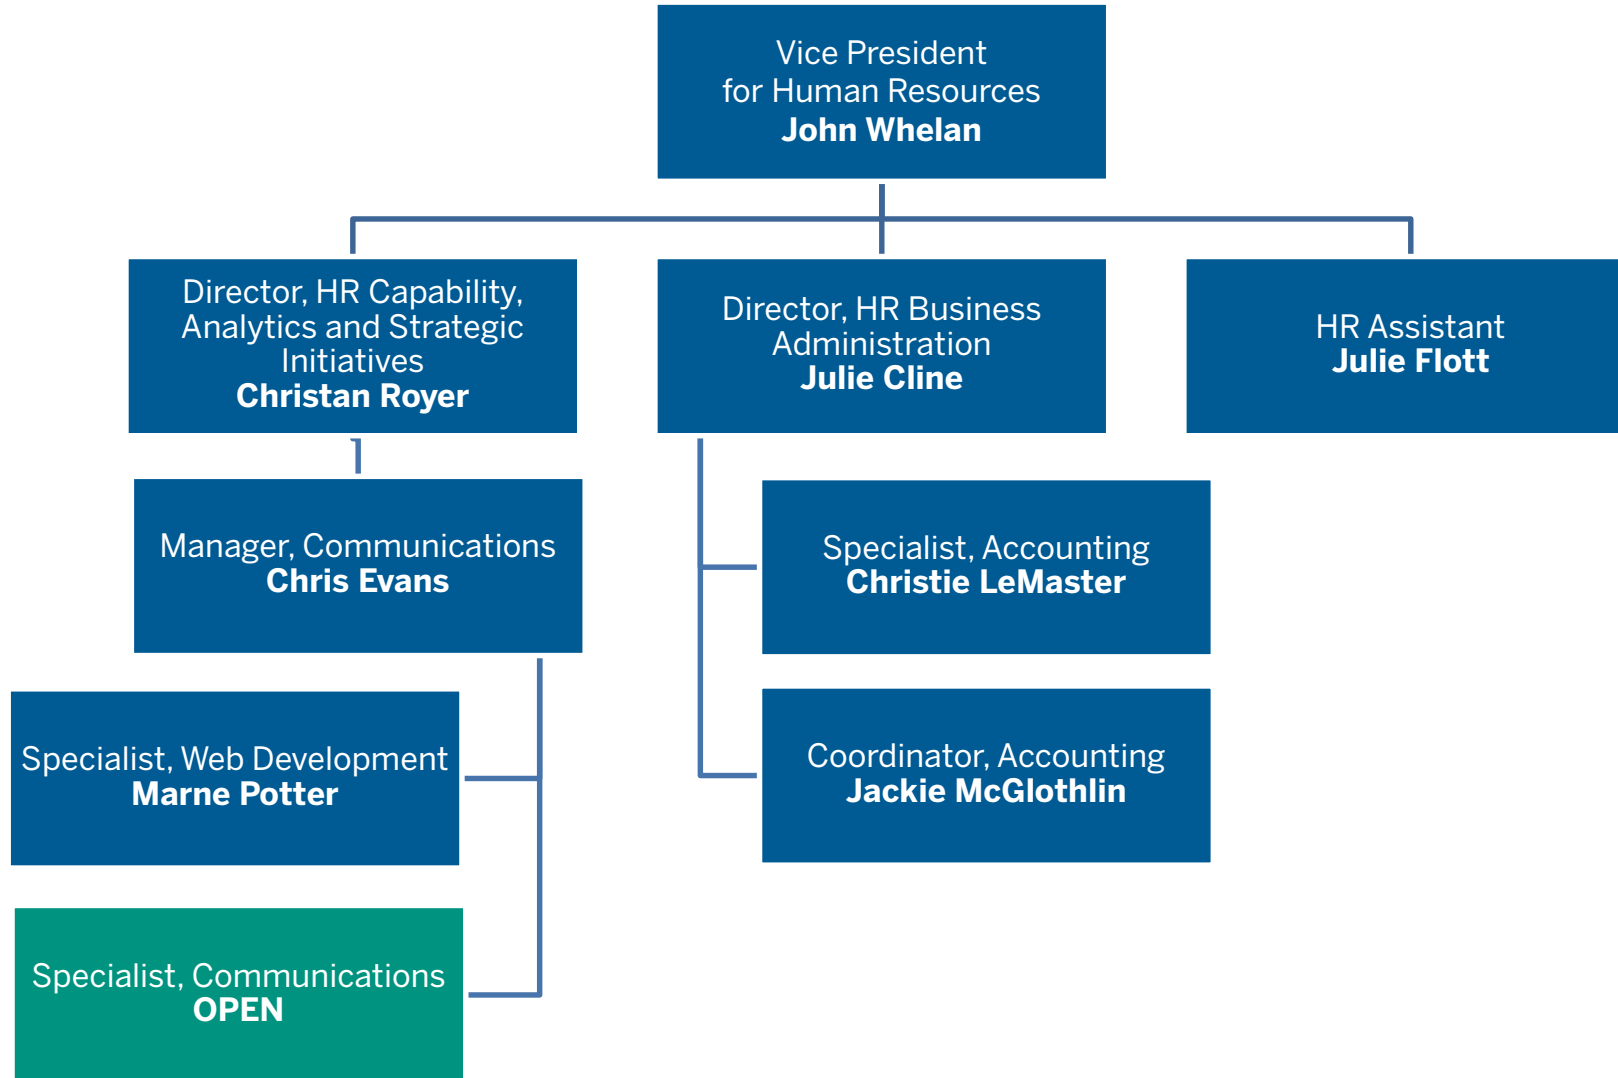 Vice President
for Human Resources
John Whelan
Director, HR Capability,
Analytics and Strategic
Initiatives
Christan Royer
Director, HR Business
Administration
Julie Cline
HR Assistant
Julie Flott
Manager, Communications
Chris Evans
Specialist, Accounting
Christie LeMaster
Specialist, Web Development
Marne Potter
Coordinator, Accounting
Jackie McGlothlin
Specialist, Communications
OPEN